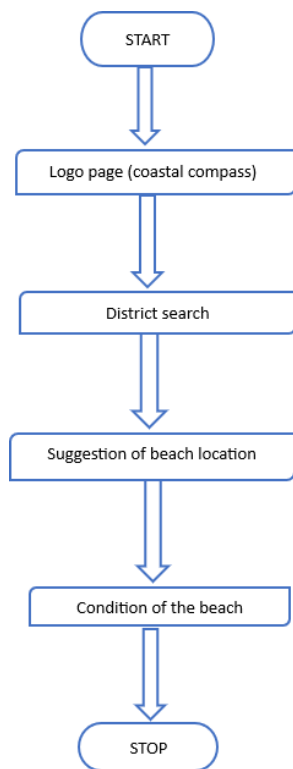 START
Logo page (coastal compass)
District search
Suggestion of beach location
Condition of the beach
STOP